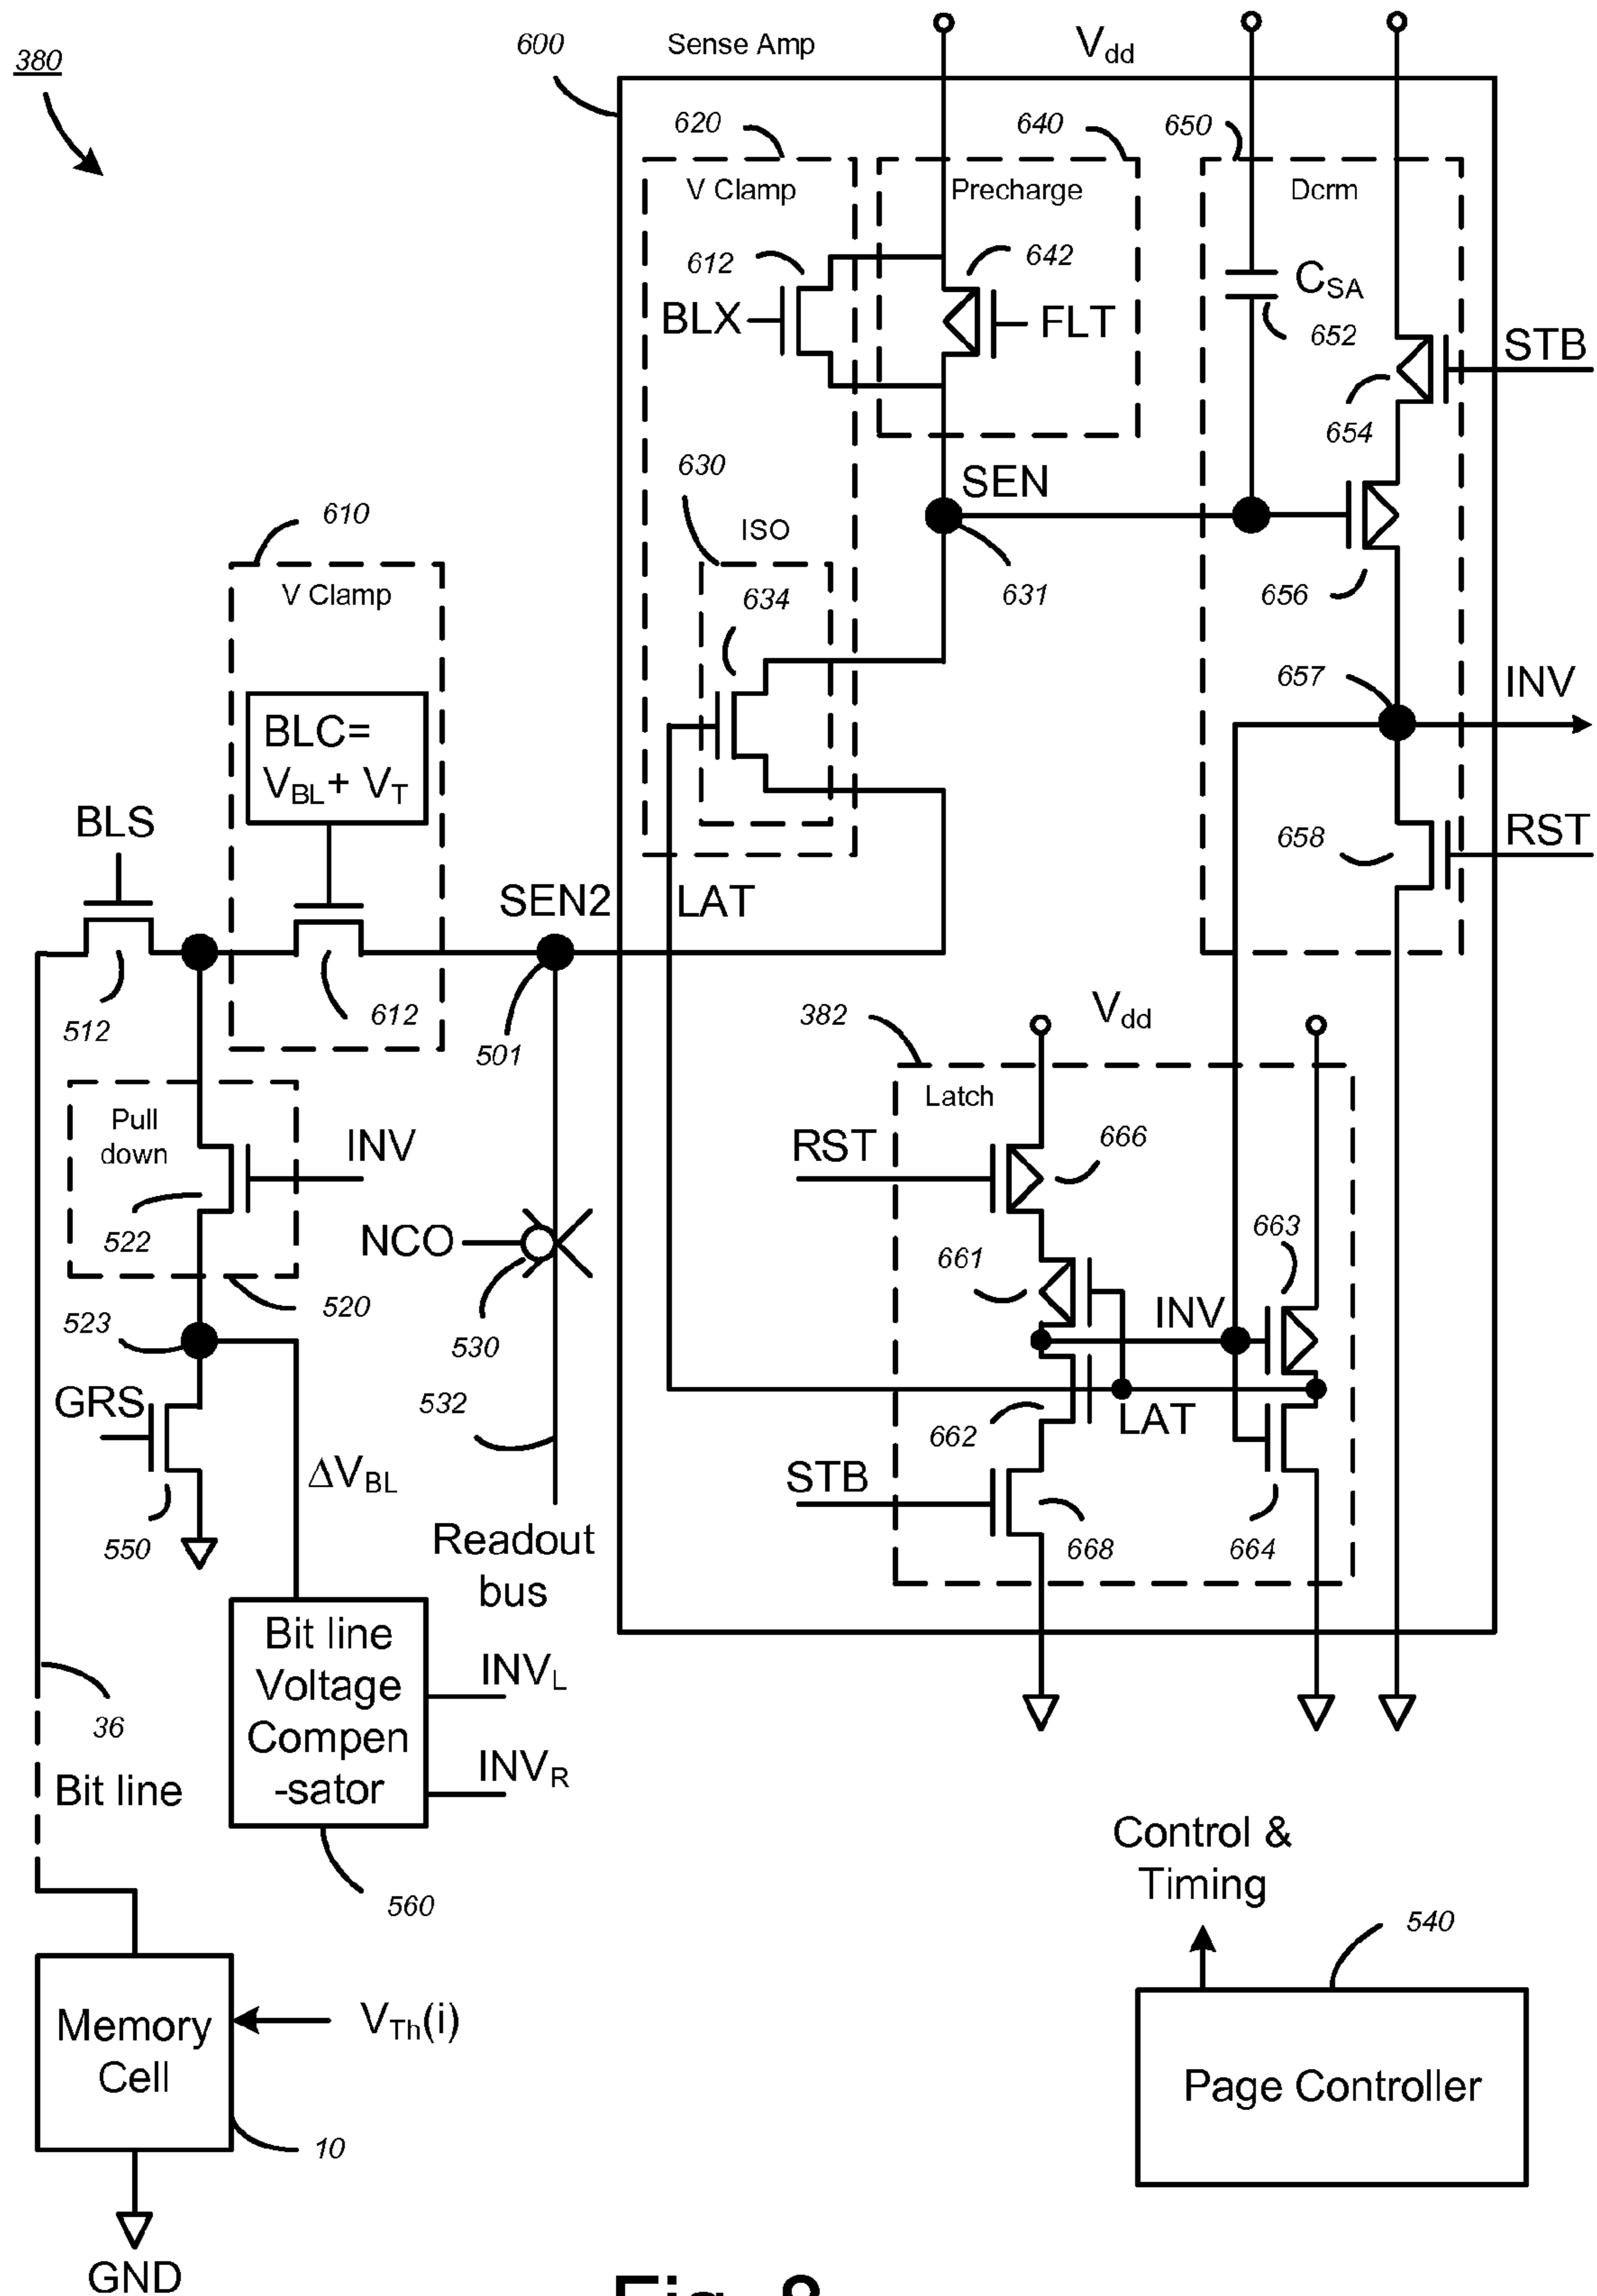 380
600
Sense Amp
Vdd
620
640
650
V Clamp
Precharge
Dcrm
612
642
BLX
FLT
CSA
652
STB
654
630
SEN
ISO
610
V Clamp
634
631
656
657
INV
BLC=
VBL+ VT
BLS
658
RST
SEN2
LAT
512
612
501
382
Vdd
Latch
Pull
down
INV
RST
666
522
NCO
661
663
520
INV
523
530
GRS
532
662
LAT
ΔVBL
STB
550
Readout
bus
668
664
Bit line
Voltage
Compen
-sator
INVL
36
INVR
Bit line
Control &
Timing
560
540
Memory
Cell
VTh(i)
Page Controller
10
GND